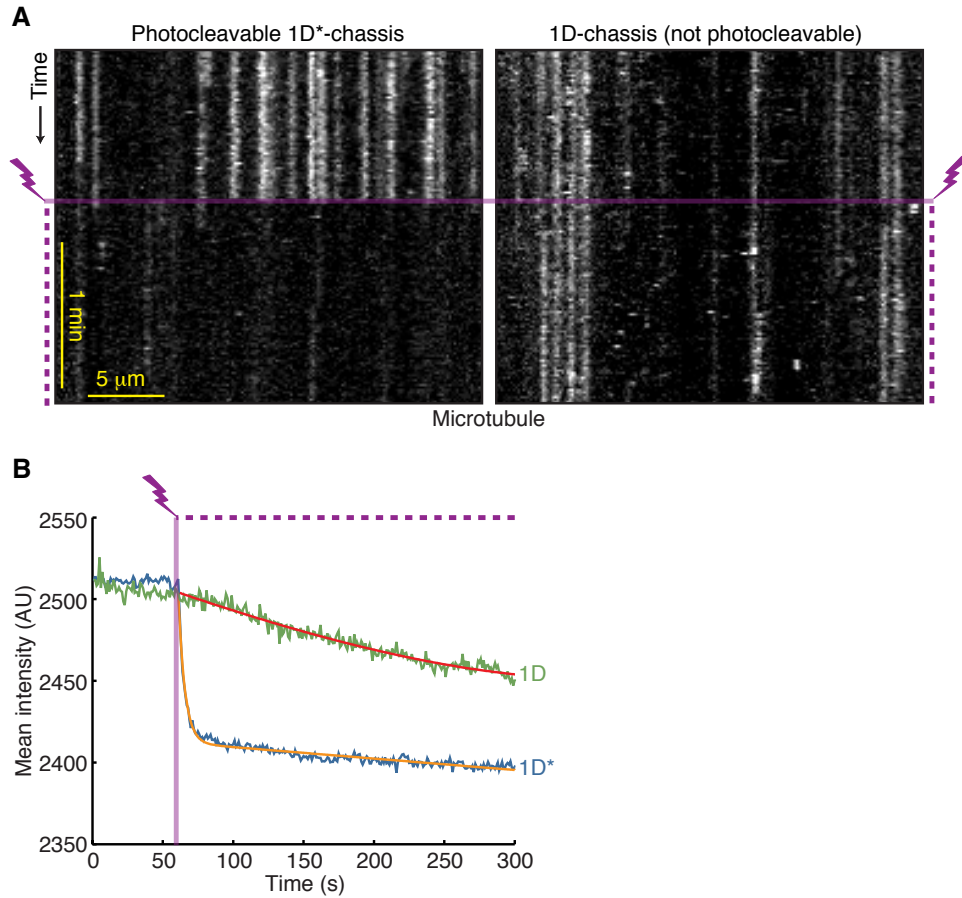 A
Photocleavable 1D*-chassis
1D-chassis (not photocleavable)
Time
1 min
5 μm
Microtubule
B
2550
2500
2450
2400
2350
Mean intensity (AU)
1D
1D*
0
50
100
150
200
250
300
Time (s)